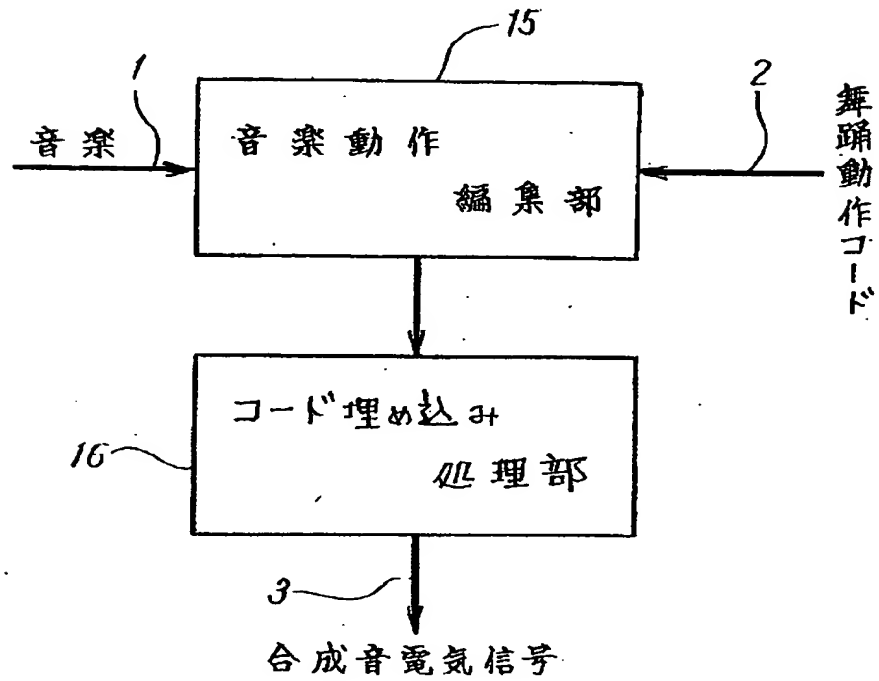 15
1
2
音楽
音楽動作
編集部
舞踊動作コード
コード埋め込み
処理部
16
3
合成音電気信号